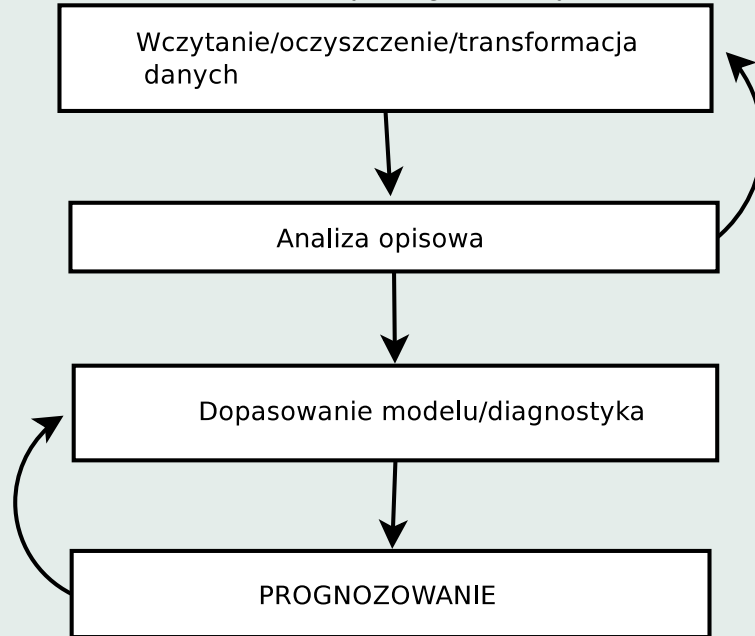 Wczytanie/oczyszczenie/transformacja
danych
Analiza opisowa
Dopasowanie modelu/diagnostyka
PROGNOZOWANIE